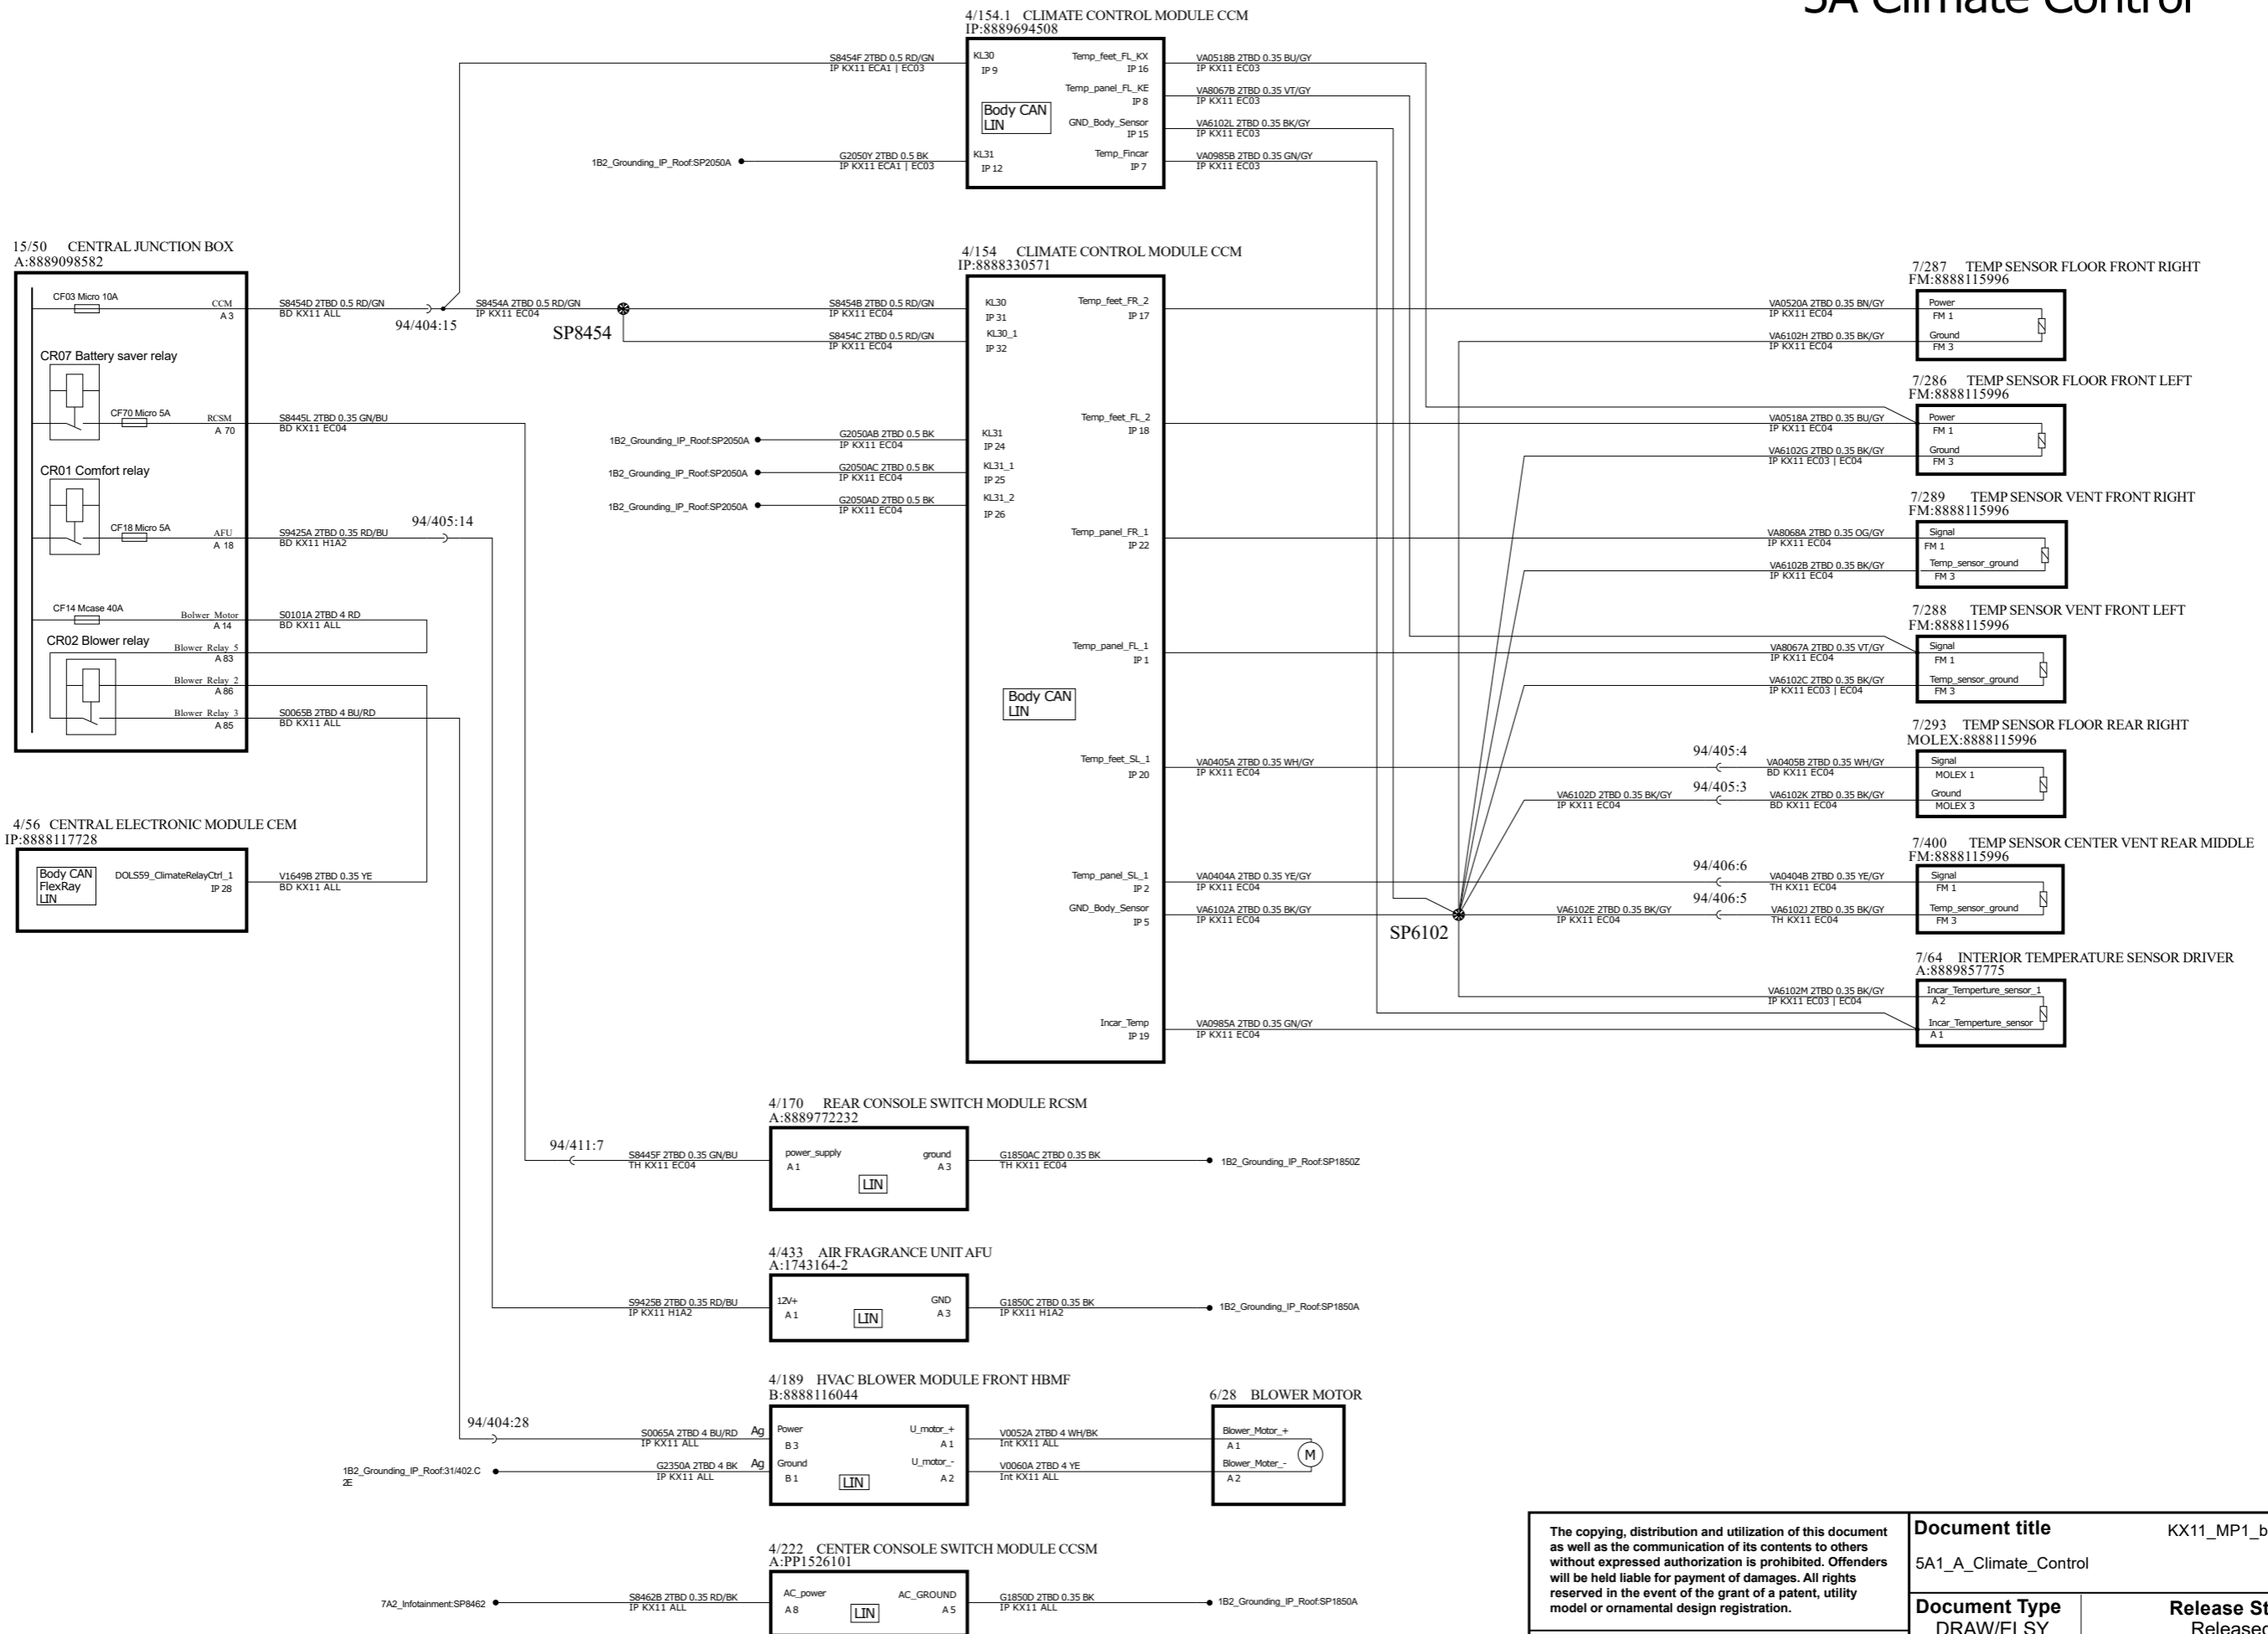 5A Climate Control
4/154.1 CLIMATE CONTROL MODULE CCM
IP:8889694508
S8454F 2TBD 0.5 RD/GN
IP KX11 ECA1 | EC03
KL30
IP 9
Temp_feet_FL_KX
IP 16
VA0518B 2TBD 0.35 BU/GY
IP KX11 EC03
Temp_panel_FL_KE
IP 8
VA8067B 2TBD 0.35 VT/GY
IP KX11 EC03
Body CAN
LIN
GND_Body_Sensor
IP 15
VA6102L 2TBD 0.35 BK/GY
IP KX11 EC03
1B2_Grounding_IP_Roof:SP2050A
G2050Y 2TBD 0.5 BK
IP KX11 ECA1 | EC03
KL31
IP 12
Temp_Fincar
IP 7
VA0985B 2TBD 0.35 GN/GY
IP KX11 EC03
15/50 CENTRAL JUNCTION BOX
A:8889098582
CF03 Micro 10A
CCM
A 3
S8454D 2TBD 0.5 RD/GN
BD KX11 ALL
94/404:15
S8454A 2TBD 0.5 RD/GN
IP KX11 EC04
SP8454
CR07 Battery saver relay
CF70 Micro 5A
RCSM
A 70
S8445L 2TBD 0.35 GN/BU
BD KX11 EC04
CR01 Comfort relay
CF18 Micro 5A
AFU
A 18
S9425A 2TBD 0.35 RD/BU
BD KX11 H1A2
94/405:14
CF14 Mcase 40A
Bolwer_Motor
A 14
S0101A 2TBD 4 RD
BD KX11 ALL
CR02 Blower relay
Blower_Relay_5
A 83
Blower_Relay_2
A 86
Blower_Relay_3
A 85
S0065B 2TBD 4 BU/RD
BD KX11 ALL
4/56 CENTRAL ELECTRONIC MODULE CEM
IP:8888117728
Body CAN
FlexRay
LIN
DOLS59_ClimateRelayCtrl_1
IP 28
V1649B 2TBD 0.35 YE
BD KX11 ALL
4/154 CLIMATE CONTROL MODULE CCM
IP:8888330571
S8454B 2TBD 0.5 RD/GN
IP KX11 EC04
KL30
IP 31
S8454C 2TBD 0.5 RD/GN
IP KX11 EC04
KL30_1
IP 32
1B2_Grounding_IP_Roof:SP2050A
G2050AB 2TBD 0.5 BK
IP KX11 EC04
KL31
IP 24
1B2_Grounding_IP_Roof:SP2050A
G2050AC 2TBD 0.5 BK
IP KX11 EC04
KL31_1
IP 25
1B2_Grounding_IP_Roof:SP2050A
G2050AD 2TBD 0.5 BK
IP KX11 EC04
KL31_2
IP 26
Body CAN
LIN
Temp_feet_FR_2
IP 17
Temp_feet_FL_2
IP 18
Temp_panel_FR_1
IP 22
Temp_panel_FL_1
IP 1
Temp_feet_SL_1
IP 20
VA0405A 2TBD 0.35 WH/GY
IP KX11 EC04
Temp_panel_SL_1
IP 2
VA0404A 2TBD 0.35 YE/GY
IP KX11 EC04
GND_Body_Sensor
IP 5
VA6102A 2TBD 0.35 BK/GY
IP KX11 EC04
Incar_Temp
IP 19
VA0985A 2TBD 0.35 GN/GY
IP KX11 EC04
SP6102
7/287 TEMP SENSOR FLOOR FRONT RIGHT
FM:8888115996
VA0520A 2TBD 0.35 BN/GY
IP KX11 EC04
Power
FM 1
VA6102H 2TBD 0.35 BK/GY
IP KX11 EC04
Ground
FM 3
7/286 TEMP SENSOR FLOOR FRONT LEFT
FM:8888115996
VA0518A 2TBD 0.35 BU/GY
IP KX11 EC04
Power
FM 1
VA6102G 2TBD 0.35 BK/GY
IP KX11 EC03 | EC04
Ground
FM 3
7/289 TEMP SENSOR VENT FRONT RIGHT
FM:8888115996
VA8068A 2TBD 0.35 OG/GY
IP KX11 EC04
Signal
FM 1
VA6102B 2TBD 0.35 BK/GY
IP KX11 EC04
Temp_sensor_ground
FM 3
7/288 TEMP SENSOR VENT FRONT LEFT
FM:8888115996
VA8067A 2TBD 0.35 VT/GY
IP KX11 EC04
Signal
FM 1
VA6102C 2TBD 0.35 BK/GY
IP KX11 EC03 | EC04
Temp_sensor_ground
FM 3
7/293 TEMP SENSOR FLOOR REAR RIGHT
MOLEX:8888115996
94/405:4
VA0405B 2TBD 0.35 WH/GY
BD KX11 EC04
Signal
MOLEX 1
VA6102D 2TBD 0.35 BK/GY
IP KX11 EC04
94/405:3
VA6102K 2TBD 0.35 BK/GY
BD KX11 EC04
Ground
MOLEX 3
7/400 TEMP SENSOR CENTER VENT REAR MIDDLE
FM:8888115996
94/406:6
VA0404B 2TBD 0.35 YE/GY
TH KX11 EC04
Signal
FM 1
VA6102E 2TBD 0.35 BK/GY
IP KX11 EC04
94/406:5
VA6102J 2TBD 0.35 BK/GY
TH KX11 EC04
Temp_sensor_ground
FM 3
7/64 INTERIOR TEMPERATURE SENSOR DRIVER
A:8889857775
VA6102M 2TBD 0.35 BK/GY
IP KX11 EC03 | EC04
Incar_Temperture_sensor_1
A 2
Incar_Temperture_sensor
A 1
4/170 REAR CONSOLE SWITCH MODULE RCSM
A:8889772232
94/411:7
S8445F 2TBD 0.35 GN/BU
TH KX11 EC04
power_supply
A 1
LIN
ground
A 3
G1850AC 2TBD 0.35 BK
TH KX11 EC04
1B2_Grounding_IP_Roof:SP1850Z
4/433 AIR FRAGRANCE UNIT AFU
A:1743164-2
S9425B 2TBD 0.35 RD/BU
IP KX11 H1A2
12V+
A 1
LIN
GND
A 3
G1850C 2TBD 0.35 BK
IP KX11 H1A2
1B2_Grounding_IP_Roof:SP1850A
4/189 HVAC BLOWER MODULE FRONT HBMF
B:8888116044
94/404:28
S0065A 2TBD 4 BU/RD
IP KX11 ALL
Ag
Power
B 3
1B2_Grounding_IP_Roof:31/402.C
2E
G2350A 2TBD 4 BK
IP KX11 ALL
Ag
Ground
B 1
LIN
U_motor_+
A 1
V0052A 2TBD 4 WH/BK
Int KX11 ALL
U_motor_-
A 2
V0060A 2TBD 4 YE
Int KX11 ALL
6/28 BLOWER MOTOR
Blower_Motor_+
A 1
Blower_Moter_-
A 2
M
4/222 CENTER CONSOLE SWITCH MODULE CCSM
A:PP1526101
7A2_Infotainment:SP8462
S8462B 2TBD 0.35 RD/BK
IP KX11 ALL
AC_power
A 8
LIN
AC_GROUND
A 5
G1850D 2TBD 0.35 BK
IP KX11 ALL
1B2_Grounding_IP_Roof:SP1850A
The copying, distribution and utilization of this document
as well as the communication of its contents to others
without expressed authorization is prohibited. Offenders
will be held liable for payment of damages. All rights
reserved in the event of the grant of a patent, utility
model or ornamental design registration.
Document title
KX11_MP1_b
5A1_A_Climate_Control
Document Type
DRAW/ELSY
Release St
Released